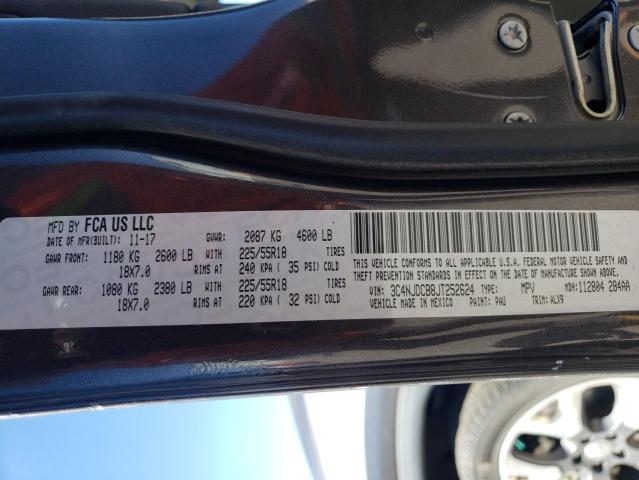 MFD BY FCA US LLC
DATE OF MFR(BUILT): 11-17 GVWR: 2087 KG 4600 LB
GAWR FRONT: 1180 KG 2600 LB WITH 225/55R18 TIRES
18X7.0 RIMS AT 240 KPA ( 35 PSI) COLD
GAWR REAR: 1080 KG 2380 LB WITH 225/55R18 TIRES
18X7.0 RIMS AT 220 KPA ( 32 PSI) COLD
THIS VEHICLE CONFORMS TO ALL APPLICABLE U.S.A. FEDERAL MOTOR VEHICLE SAFETY AND
THEFT PREVENTION STANDARDS IN EFFECT ON THE DATE OF MANUFACTURE SHOWN ABOVE.
VIN: 3C4NJDCB8JT252624 TYPE: MPV MDH: 112804 284AA
VEHICLE MADE IN MEXICO PAINT: PAU TRIM: ALX9